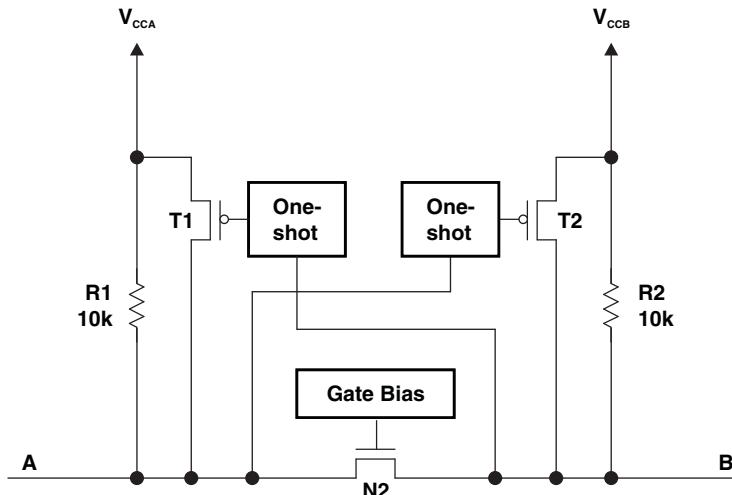 VCCA
VCCB
One-
shot
One-
shot
T1
T2
R1
10k
R2
10k
Gate Bias
A
B
N2